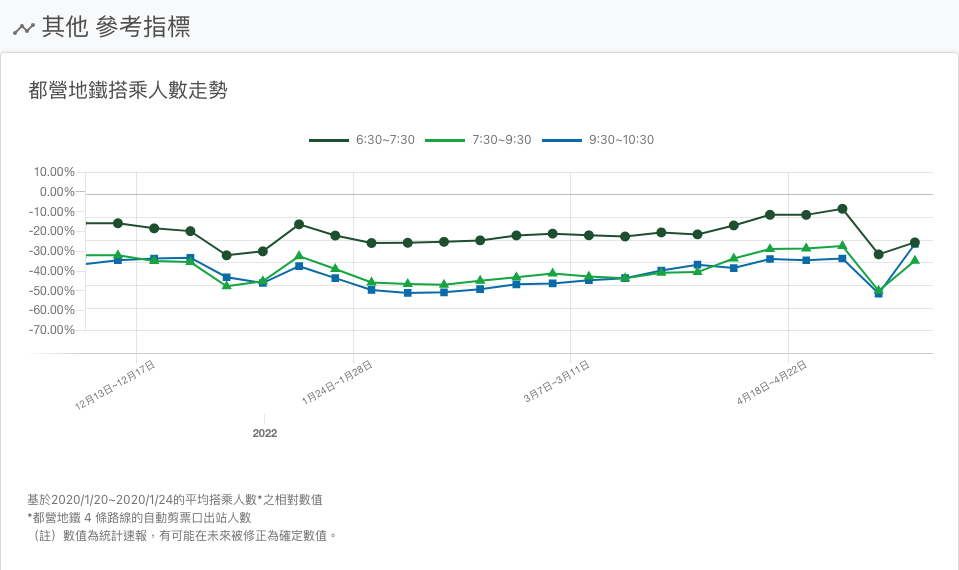 其他 參考指標
都營地鐵搭乘人數走勢
6:30~7:30 7:30~9:30 9:30~10:30
10.00%
0.00%
-10.00%
-20.00%
-30.00%
-40.00%
-50.00%
-60.00%
-70.00%
12月13日~12月17日 1月24日~1月28日 3月7日~3月11日 4月18日~4月22日
2022
基於2020/1/20~2020/1/24的平均搭乘人數*之相對數值
*都營地鐵 4 條路線的自動剪票口出站人數
（註）數值為統計速報，有可能在未來被修正為確定數值。